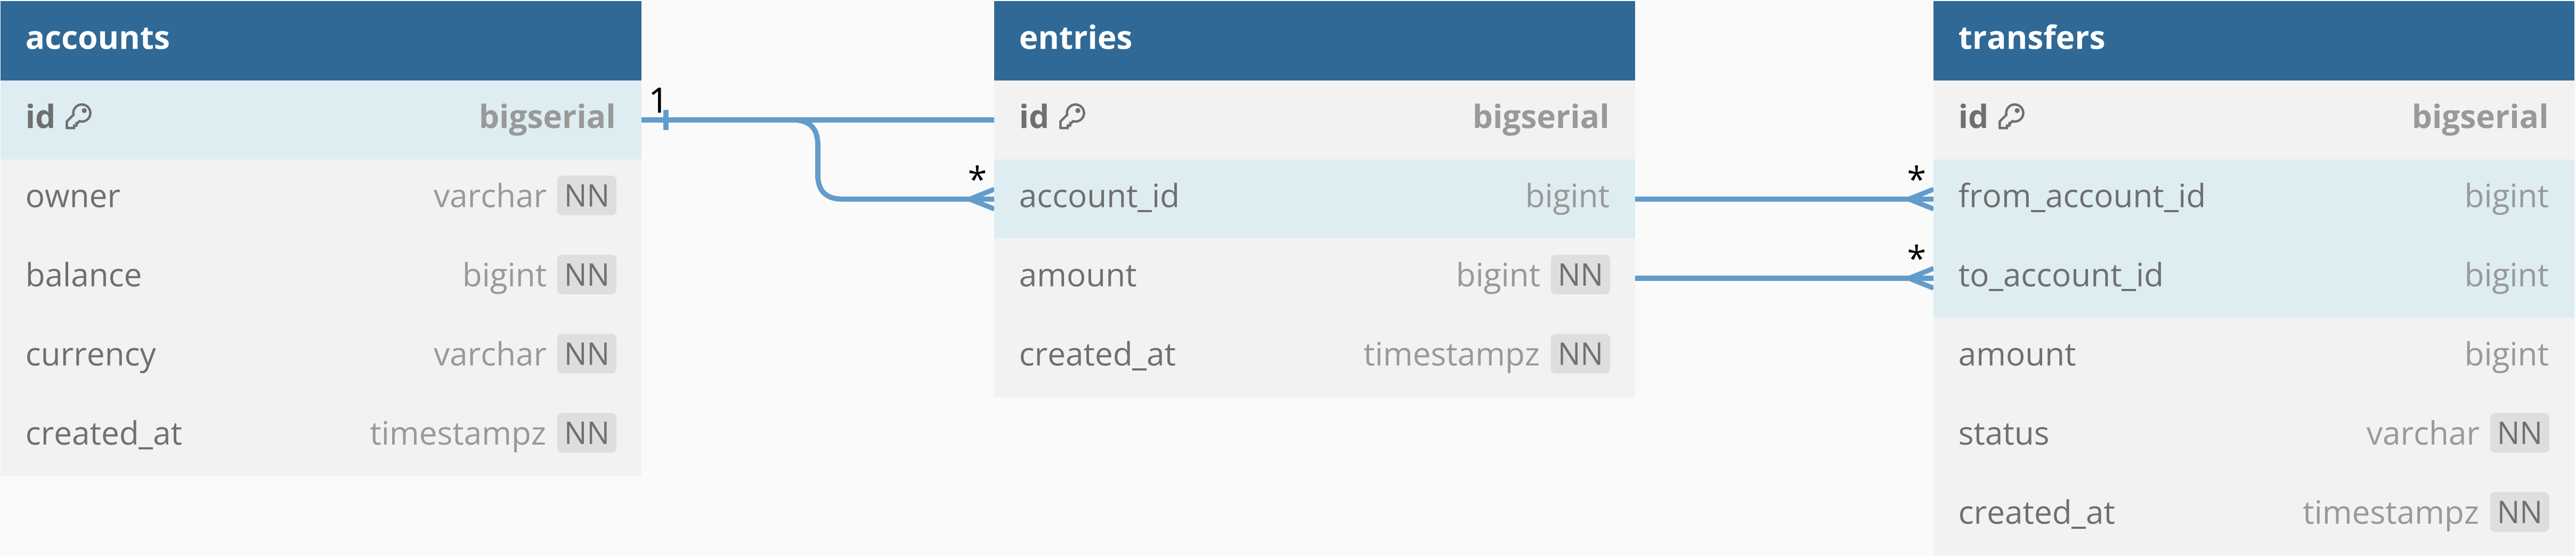 accounts
id bigserial
owner varchar NN
balance bigint NN
currency varchar NN
created_at timestampz NN
1
*
entries
id bigserial
account_id bigint
amount bigint NN
created_at timestampz NN
*
*
transfers
id bigserial
from_account_id bigint
to_account_id bigint
amount bigint
status varchar NN
created_at timestampz NN